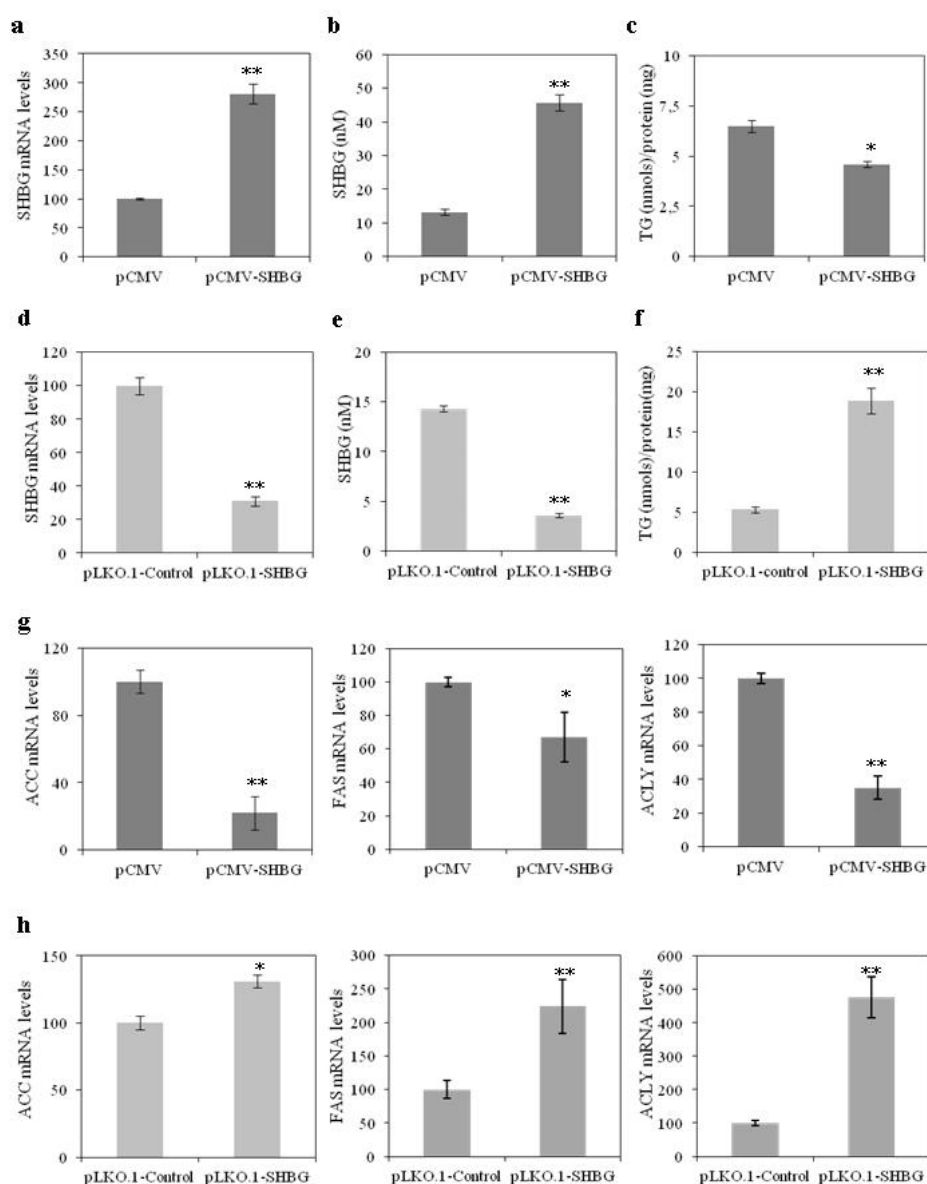 a
SHBG mRNA levels
350
300
250
200
150
100
50
0
**
pCMV
pCMV-SHBG
b
SHBG (nM)
60
50
40
30
20
10
0
**
pCMV
pCMV-SHBG
c
TG (nmols)/protein (mg)
10
7.5
5
2.5
0
*
pCMV
pCMV-SHBG
d
SHBG mRNA levels
120
100
80
60
40
20
0
**
pLKO.1-Control
pLKO.1-SHBG
e
SHBG (nM)
20
15
10
5
0
**
pLKO.1-Control
pLKO.1-SHBG
f
TG (nmols)/protein(mg)
25
20
15
10
5
0
**
pLKO.1-control
pLKO.1-SHBG
g
ACC mRNA levels
120
80
40
0
**
pCMV
pCMV-SHBG
FAS mRNA levels
120
100
80
60
40
20
0
*
pCMV
pCMV-SHBG
ACLY mRNA levels
120
100
80
60
40
20
0
**
pCMV
pCMV-SHBG
h
ACC mRNA levels
150
100
50
0
*
pLKO.1-Control
pLKO.1-SHBG
FAS mRNA levels
300
250
200
150
100
50
0
**
pLKO.1-Control
pLKO.1-SHBG
ACLY mRNA levels
600
500
400
300
200
100
0
**
pLKO.1-Control
pLKO.1-SHBG